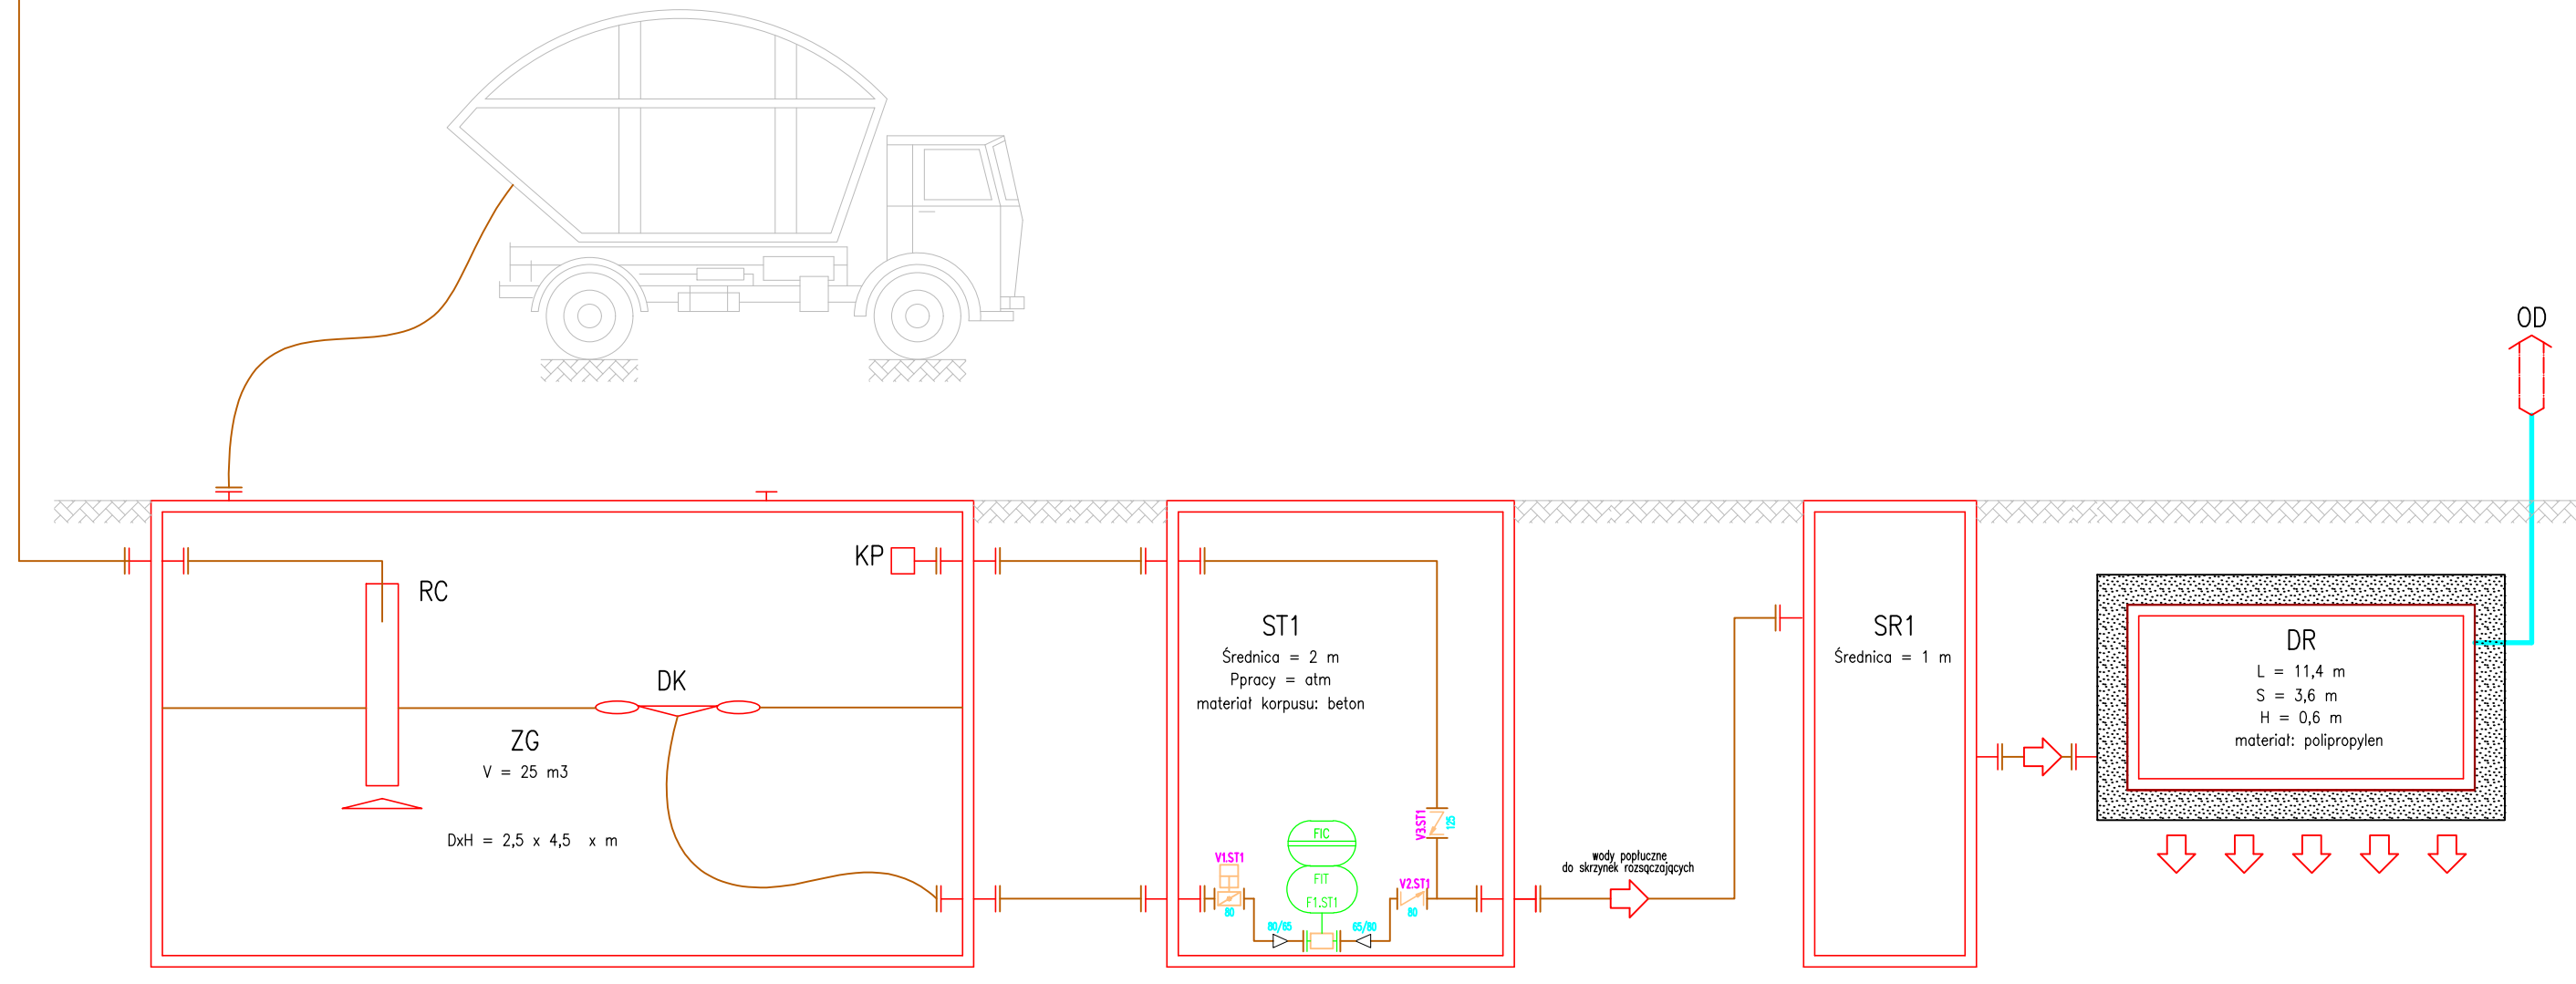 OD
KP
RC
ST1
Średnica = 2 m
Ppracy = atm
materiał korpusu: beton
SR1
Średnica = 1 m
DR
L = 11,4 m
S = 3,6 m
H = 0,6 m
materiał: polipropylen
DK
ZG
V = 25 m3
DxH = 2,5 x 4,5 x m
V3.ST1
125
FIC
FIT
F1.ST1
V1.ST1
80
V2.ST1
80
80/65
65/80
wody popłuczne
do skrzynek rozsączających